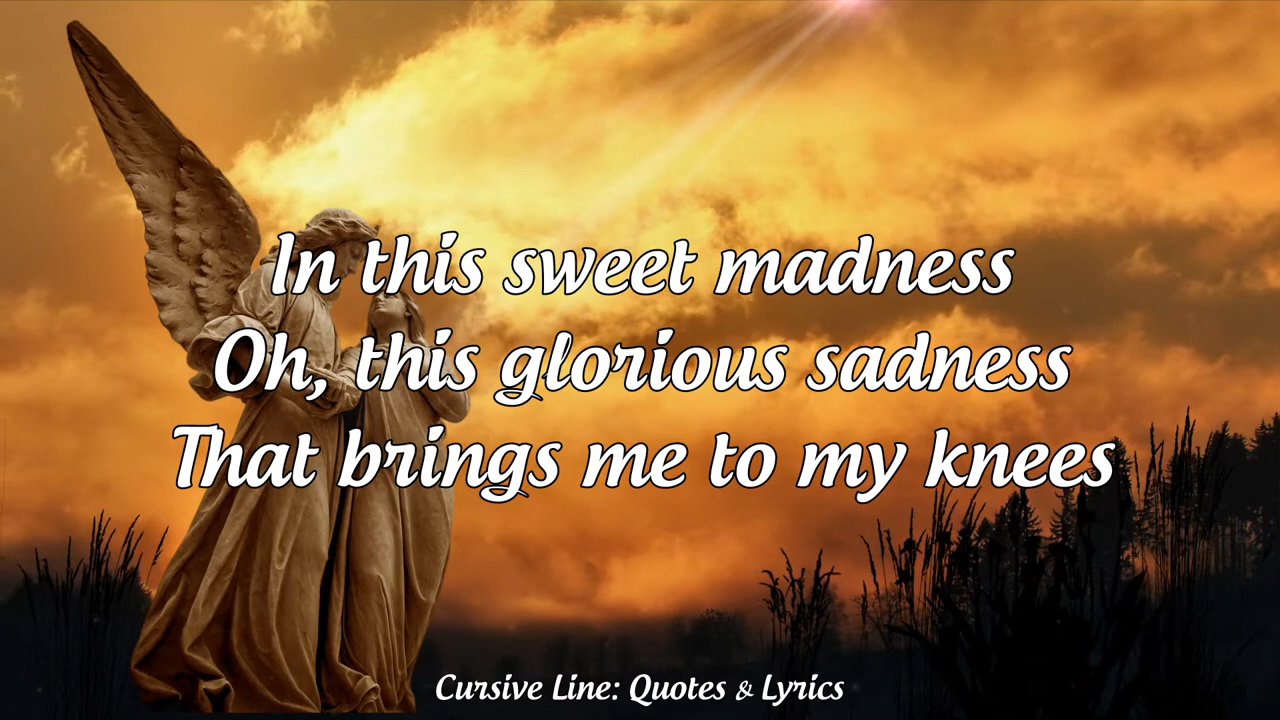 In this sweet madness
Oh, this glorious sadness
That brings me to my knees
Cursive Line: Quotes & Lyrics